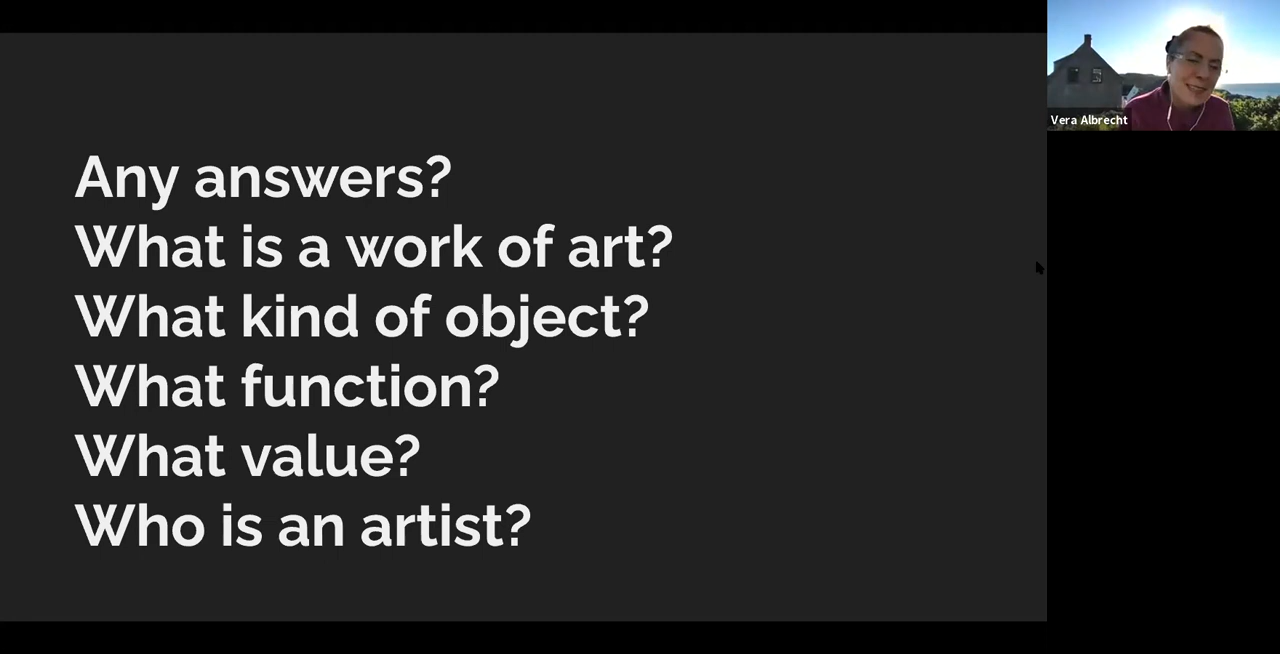 Any answers?
What is a work of art?
What kind of object?
What function?
What value?
Who is an artist?
Vera Albrecht